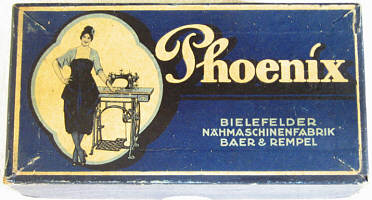 Phoenix
BIELEFELDER
NÄHMASCHINENFABRIK
BAER & REMPEL